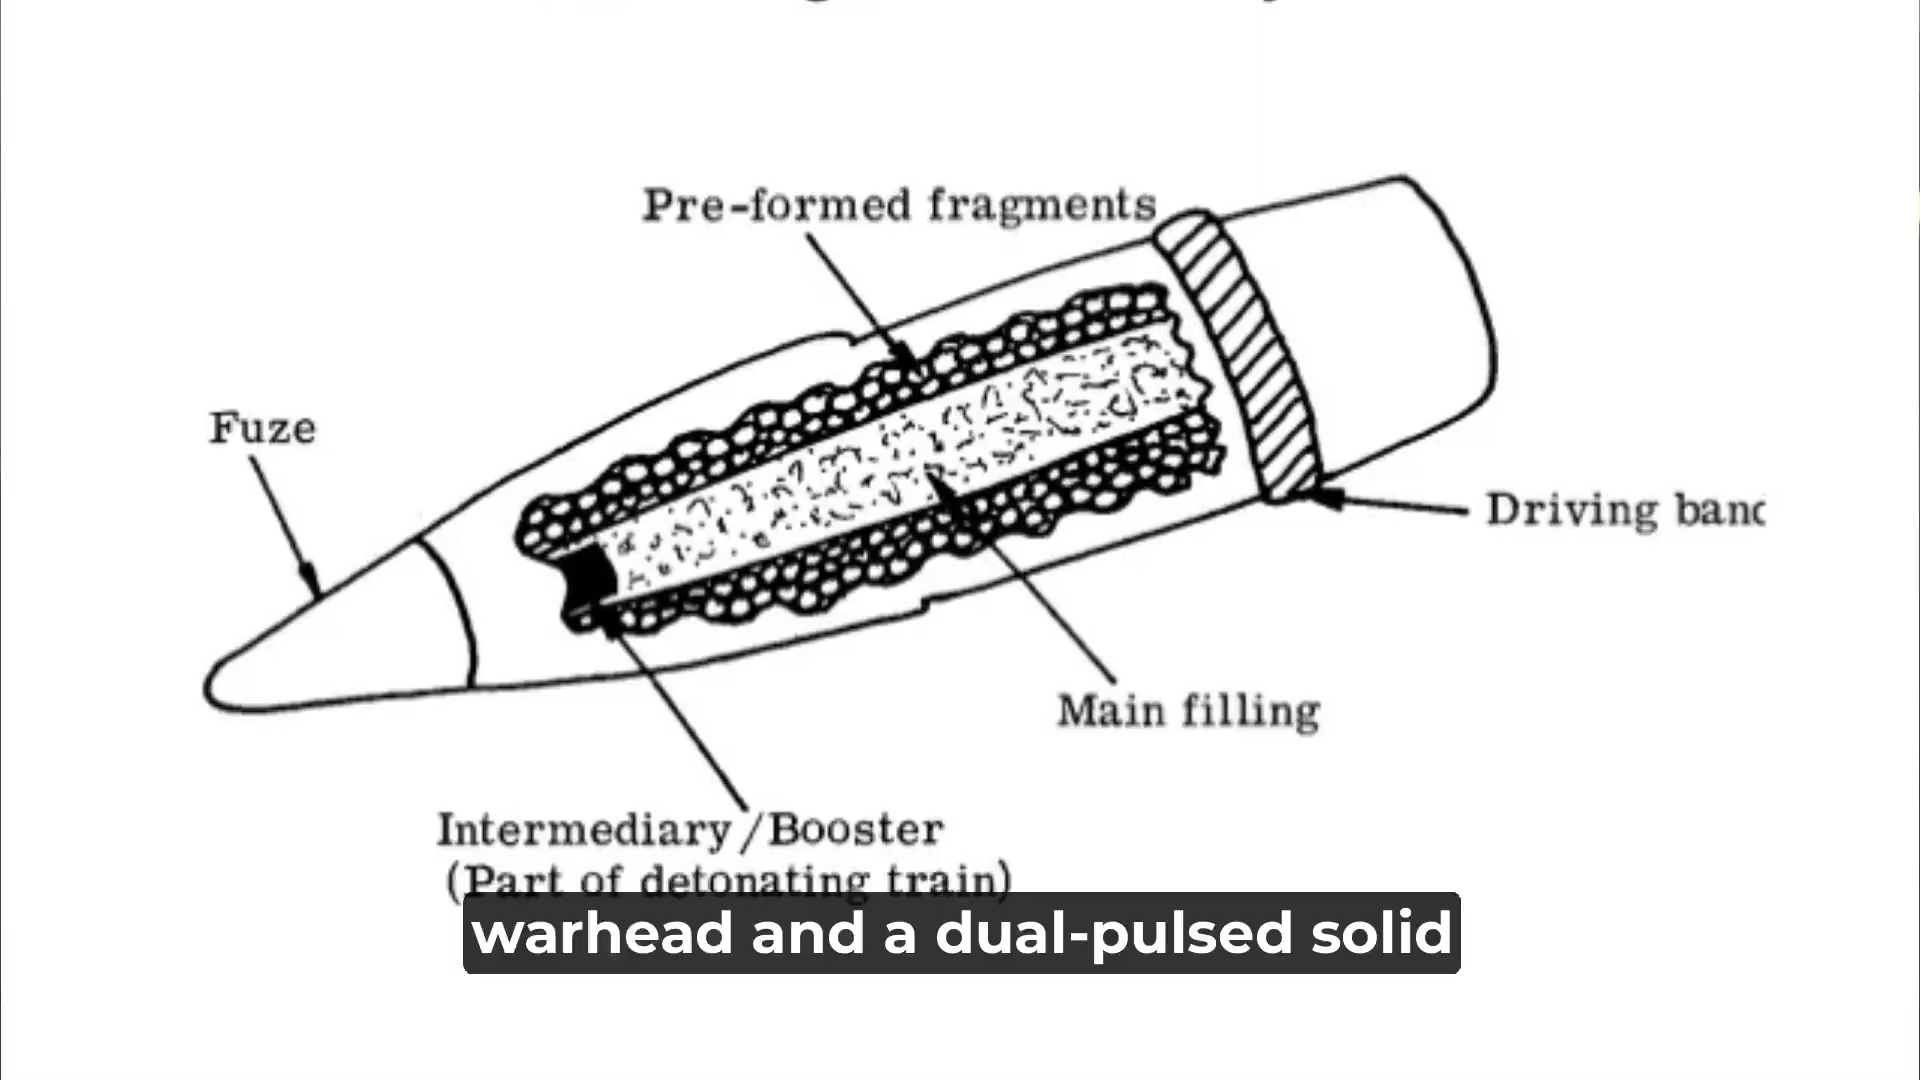 Pre-formed fragments
Fuze
Driving banc
Main filling
Intermediary/Booster
(Part of detonating train)
warhead and a dual-pulsed solid